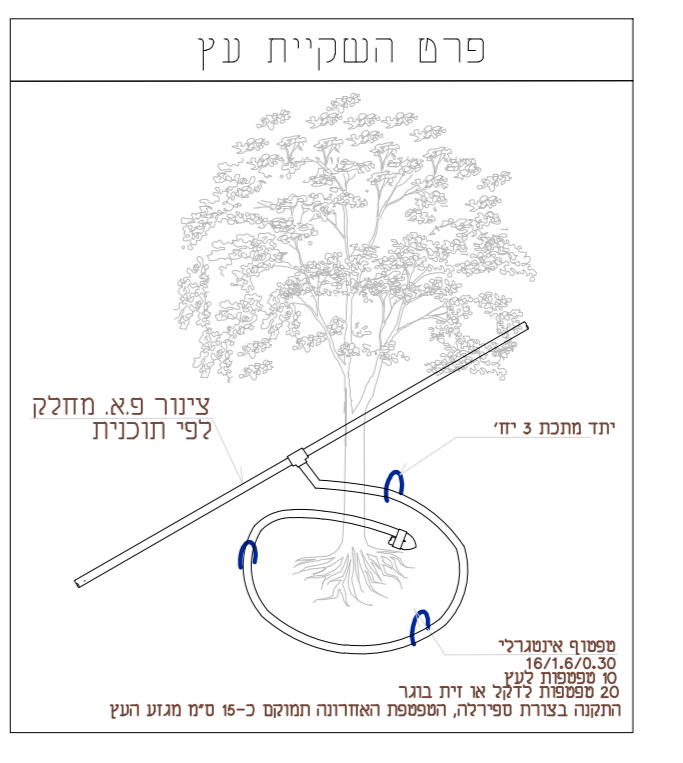 פרט השקיית עץ
צינור פ.א. מחלק
לפי תוכנית
יתד מתכת 3 יח'
טפטוף אינטגרלי
16/1.6/0.30
10 טפטפות לעץ
20 טפטפות לדקל או זית בוגר
התקנה בצורת ספירלה, הטפטפת האחרונה תמוקם כ-15 ס"מ מגזע העץ